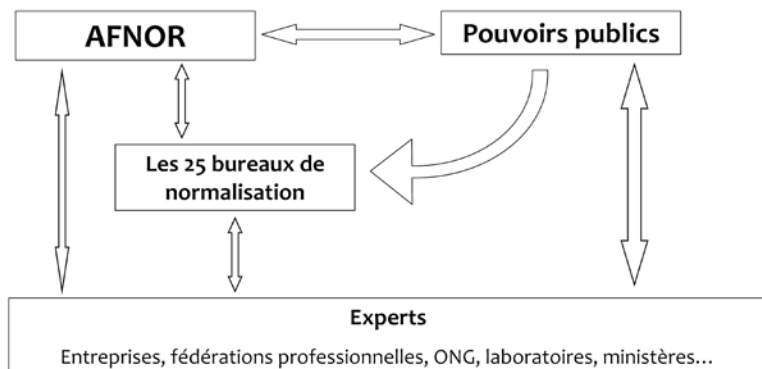 AFNOR
Pouvoirs publics
Les 25 bureaux de
normalisation
Experts
Entreprises, fédérations professionnelles, ONG, laboratoires, ministères…